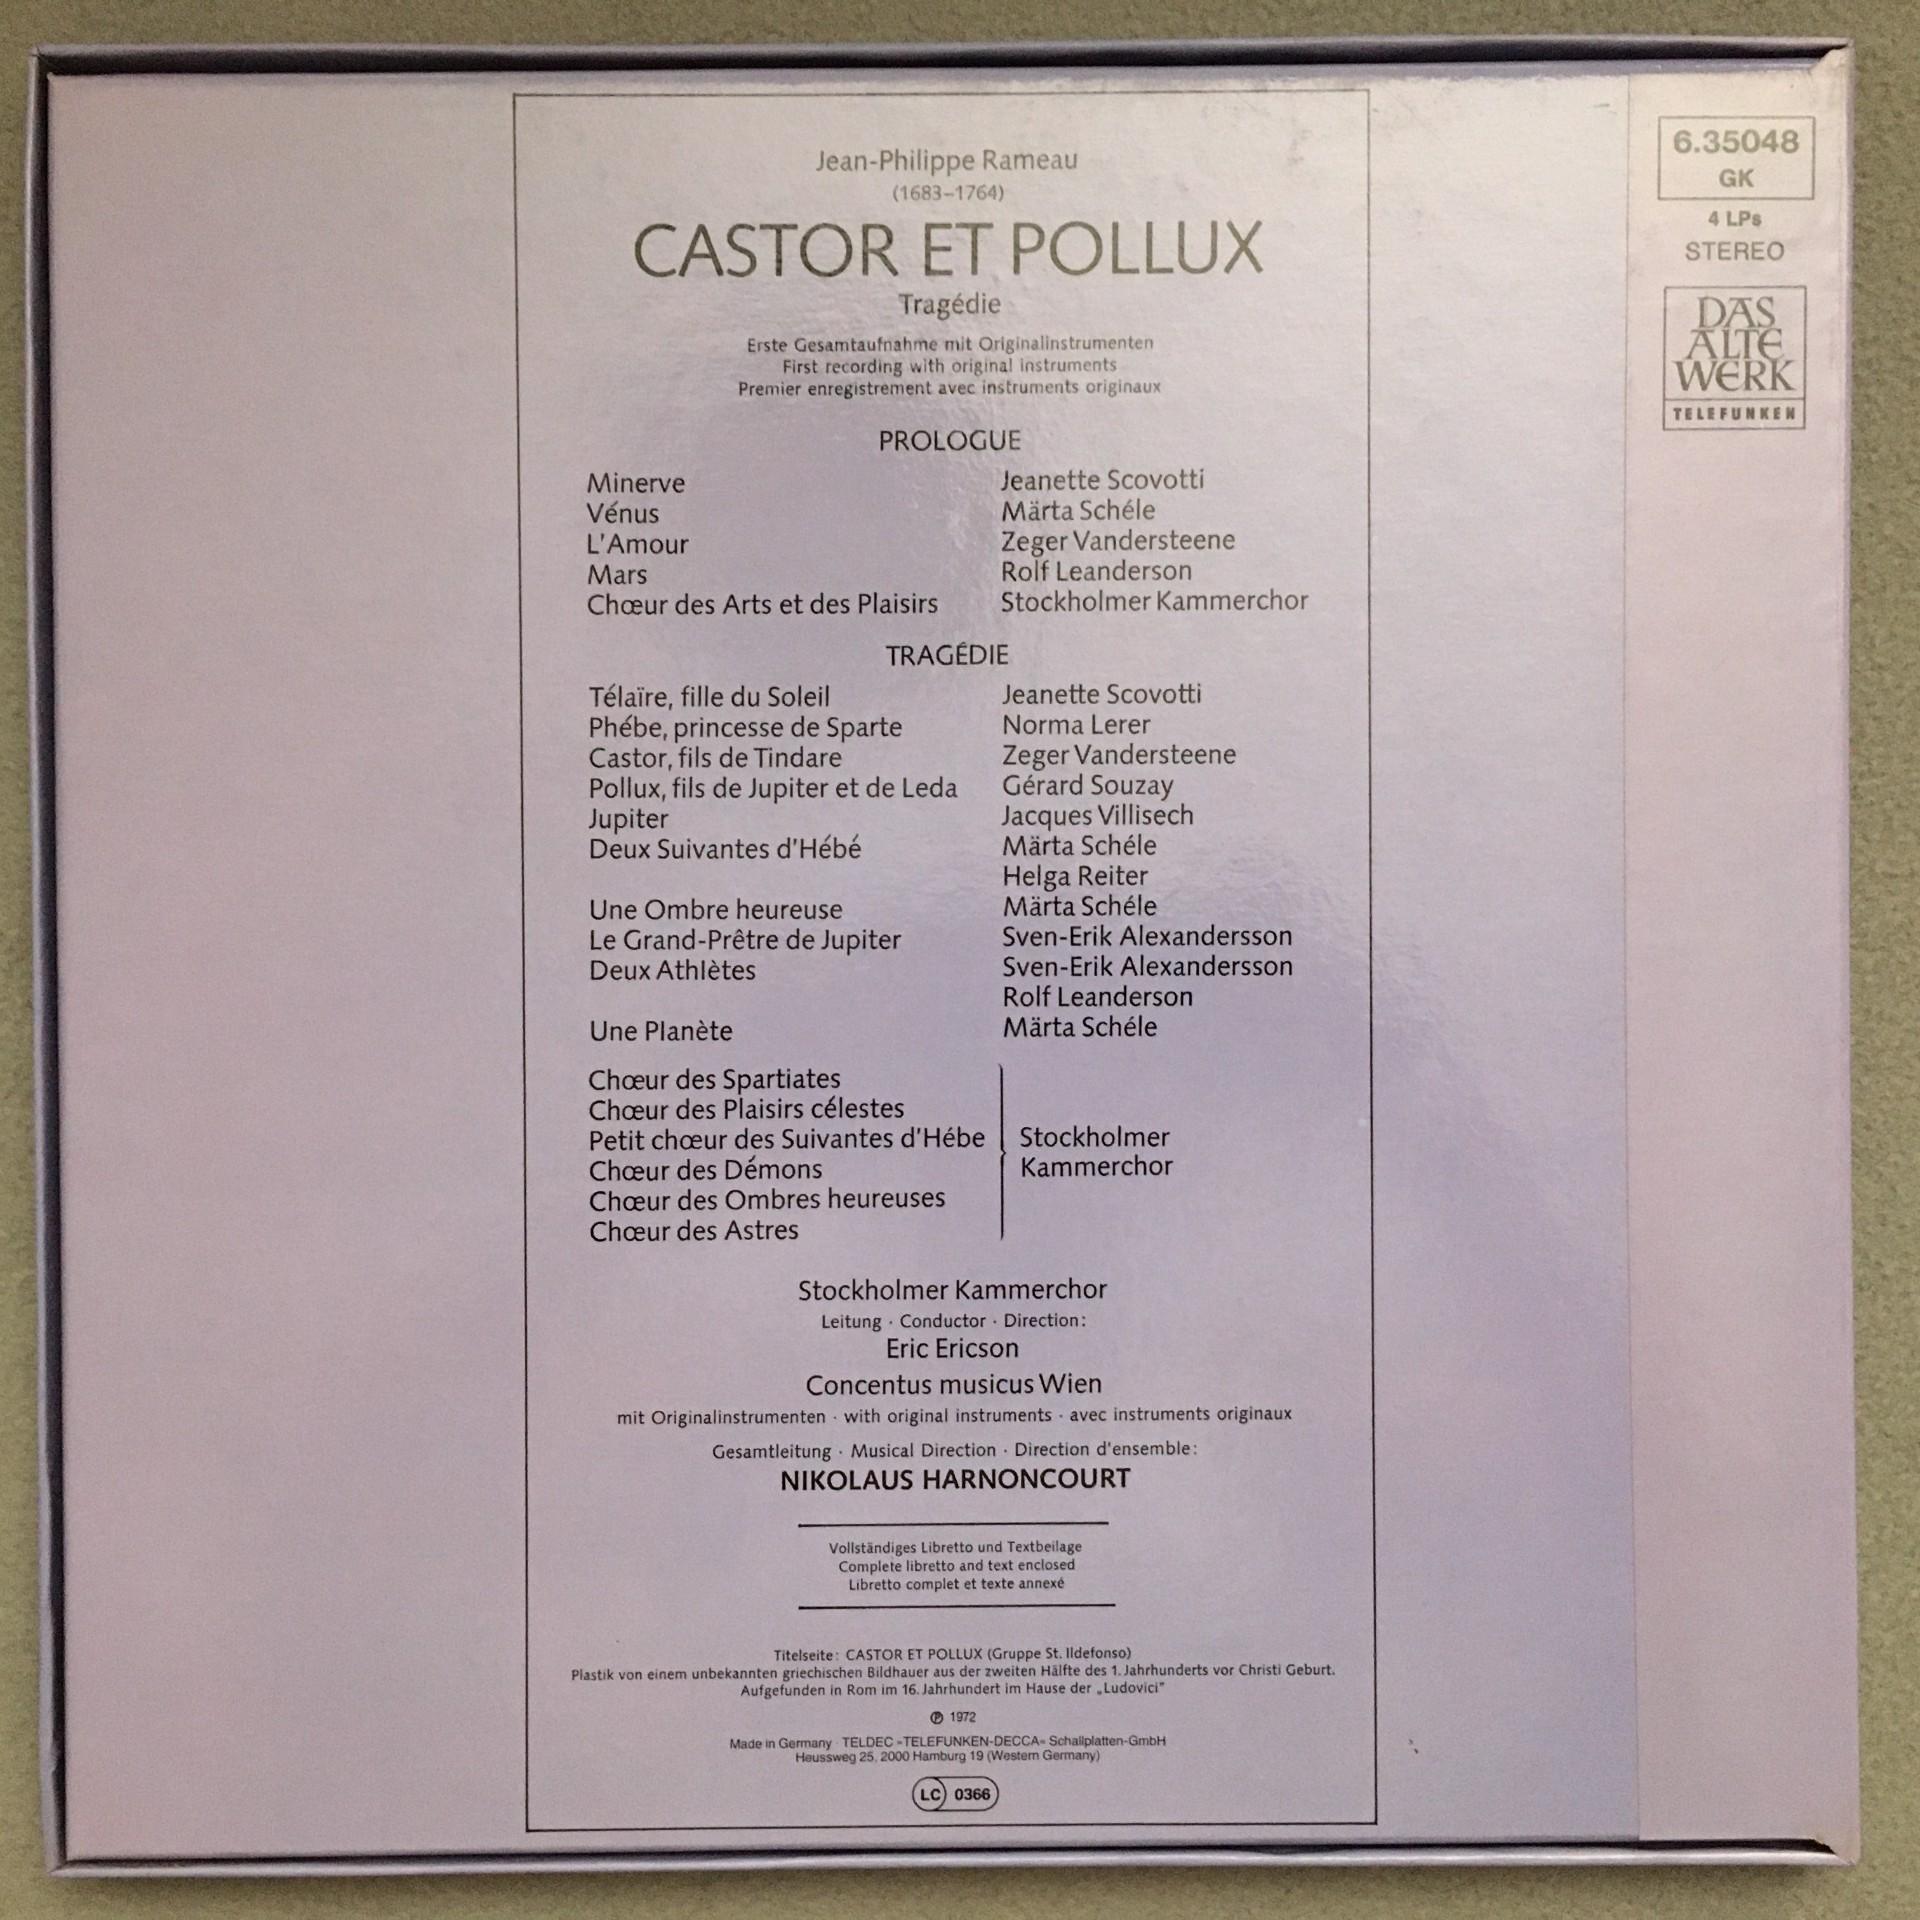 Jean-Philippe Rameau
(1683–1764)
CASTOR ET POLLUX
Tragédie
Erste Gesamtaufnahme mit Originalinstrumenten
First recording with original instruments
Premier enregistrement avec instruments originaux
PROLOGUE
Minerve Jeanette Scovotti
Vénus Märta Schéle
L'Amour Zeger Vandersteene
Mars Rolf Leanderson
Chœur des Arts et des Plaisirs Stockholmer Kammerchor
TRAGÉDIE
Télaïre, fille du Soleil Jeanette Scovotti
Phébe, princesse de Sparte Norma Lerer
Castor, fils de Tindare Zeger Vandersteene
Pollux, fils de Jupiter et de Leda Gérard Souzay
Jupiter Jacques Villisech
Deux Suivantes d'Hébé Märta Schéle
Helga Reiter
Une Ombre heureuse Märta Schéle
Le Grand-Prêtre de Jupiter Sven-Erik Alexandersson
Deux Athlètes Sven-Erik Alexandersson
Rolf Leanderson
Une Planète Märta Schéle
Chœur des Spartiates
Chœur des Plaisirs célestes
Petit chœur des Suivantes d'Hébe
Chœur des Démons
Chœur des Ombres heureuses
Chœur des Astres
Stockholmer
Kammerchor
Stockholmer Kammerchor
Leitung · Conductor · Direction:
Eric Ericson
Concentus musicus Wien
mit Originalinstrumenten · with original instruments · avec instruments originaux
Gesamtleitung · Musical Direction · Direction d'ensemble:
NIKOLAUS HARNONCOURT
Vollständiges Libretto und Textbeilage
Complete libretto and text enclosed
Libretto complet et texte annexé
Titelseite: CASTOR ET POLLUX (Gruppe St. Ildefonso)
Plastik von einem unbekannten griechischen Bildhauer aus der zweiten Hälfte des 1. Jahrhunderts vor Christi Geburt.
Aufgefunden in Rom im 16. Jahrhundert im Hause der „Ludovici"
℗ 1972
Made in Germany · TELDEC »TELEFUNKEN-DECCA« Schallplatten-GmbH
Heussweg 25, 2000 Hamburg 19 (Western Germany)
LC 0366
6.35048
GK
4 LPs
STEREO
DAS
ALTE
WERK
TELEFUNKEN